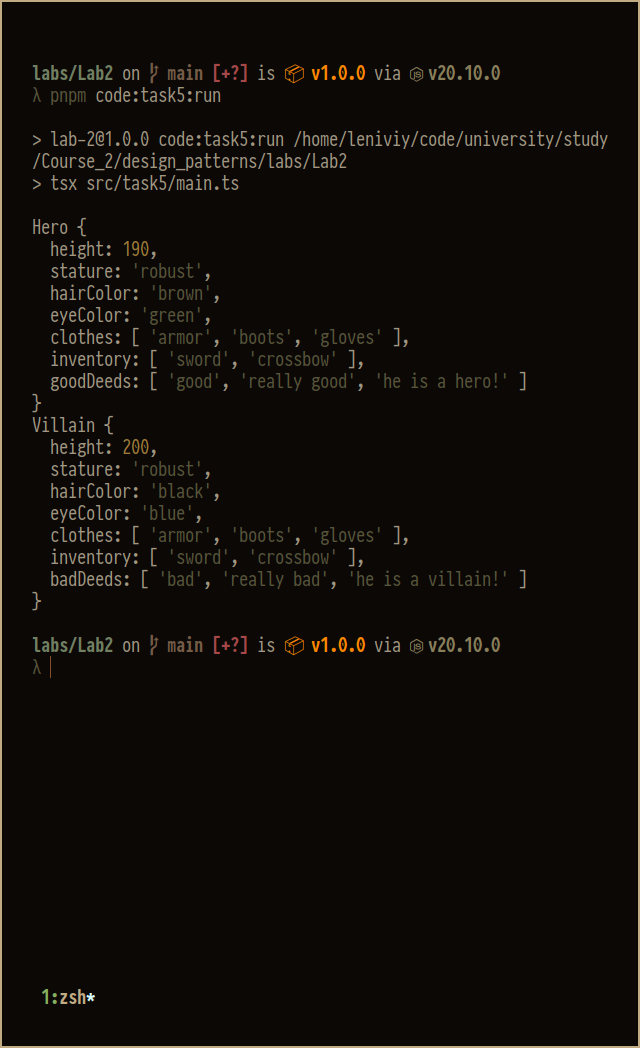 labs/Lab2 on main [+?] is 📦 v1.0.0 via v20.10.0
λ pnpm code:task5:run
> lab-2@1.0.0 code:task5:run /home/leniviy/code/university/study
/Course_2/design_patterns/labs/Lab2
> tsx src/task5/main.ts
Hero {
  height: 190,
  stature: 'robust',
  hairColor: 'brown',
  eyeColor: 'green',
  clothes: [ 'armor', 'boots', 'gloves' ],
  inventory: [ 'sword', 'crossbow' ],
  goodDeeds: [ 'good', 'really good', 'he is a hero!' ]
}
Villain {
  height: 200,
  stature: 'robust',
  hairColor: 'black',
  eyeColor: 'blue',
  clothes: [ 'armor', 'boots', 'gloves' ],
  inventory: [ 'sword', 'crossbow' ],
  badDeeds: [ 'bad', 'really bad', 'he is a villain!' ]
}
labs/Lab2 on main [+?] is 📦 v1.0.0 via v20.10.0
λ
1:zsh*